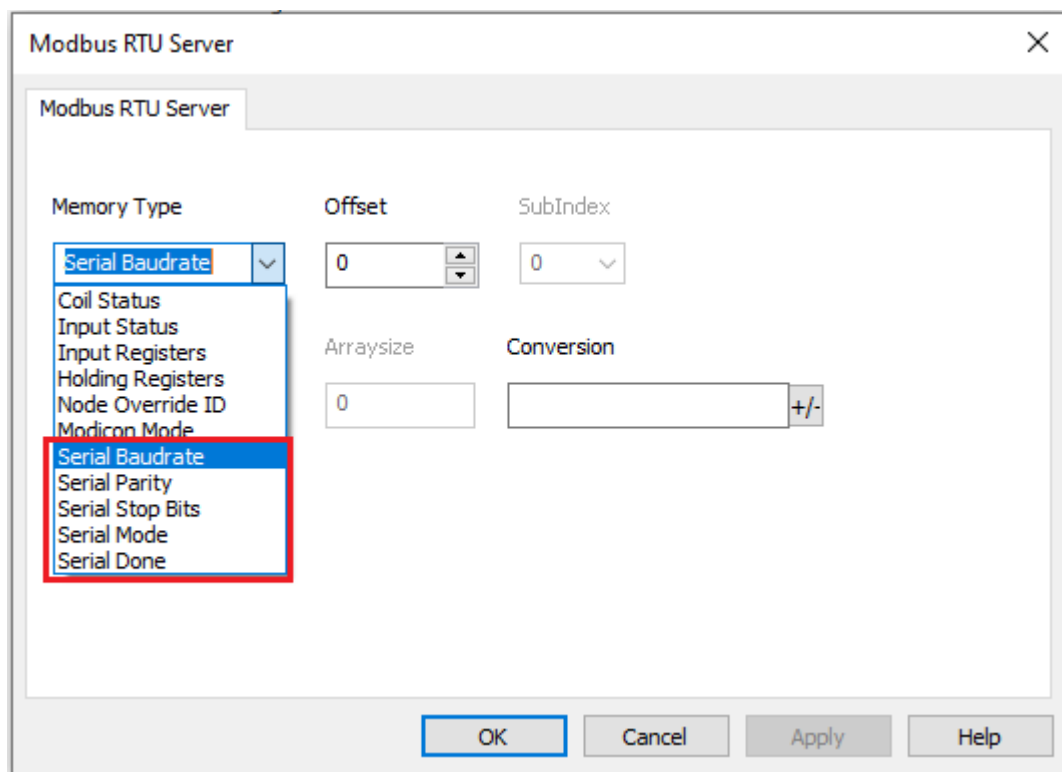 Modbus RTU Server
Modbus RTU Server
Memory Type Offset SubIndex
Serial Baudrate 0 0
Coil Status
Input Status
Input Registers
Holding Registers
Node Override ID
Modicon Mode
Serial Baudrate
Serial Parity
Serial Stop Bits
Serial Mode
Serial Done
Arraysize Conversion
0 +/-
OK Cancel Apply Help